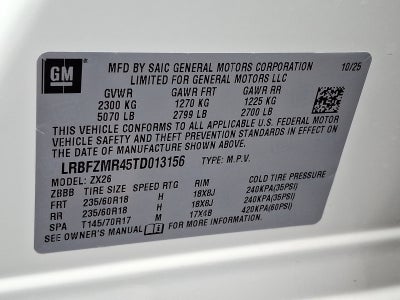 GM
MFD BY SAIC GENERAL MOTORS CORPORATION 10/25
LIMITED FOR GENERAL MOTORS LLC
GVWR GAWR FRT GAWR RR
2300 KG 1270 KG 1225 KG
5070 LB 2799 LB 2700 LB
THIS VEHICLE CONFORMS TO ALL APPLICABLE U.S. FEDERAL MOTOR
VEHICLE SAFETY AND THEFT PREVENTION STANDARDS IN EFFECT ON
THE DATE OF MANUFACTURE SHOWN ABOVE.
LRBFZMR45TD013156 TYPE: M.P.V.
MODEL: ZX26
ZBBB TIRE SIZE SPEED RTG RIM COLD TIRE PRESSURE
FRT 235/60R18 H 18X8J 240KPA(35PSI)
RR 235/60R18 H 18X8J 240KPA(35PSI)
SPA T145/70R17 M 17X4B 420KPA(60PSI)
SEE OWNER'S MANUAL FOR MORE INFORMATION.